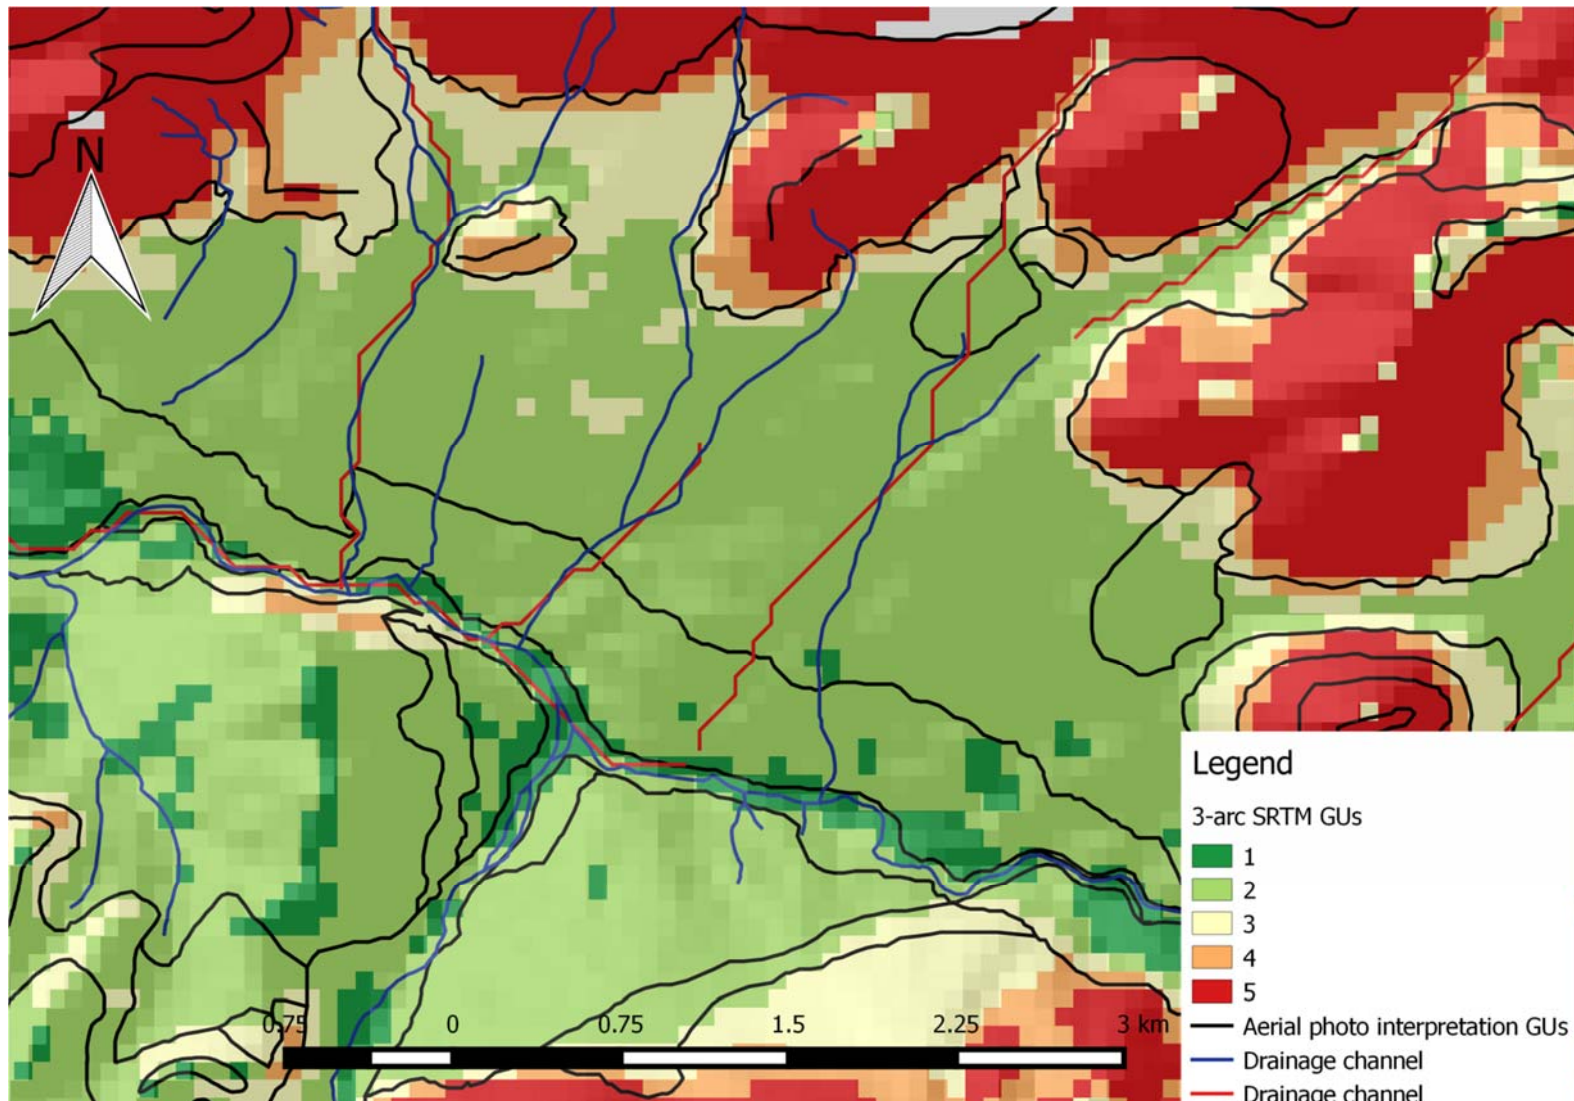 N
Legend
3-arc SRTM GUs
1
2
3
4
5
Aerial photo interpretation GUs
Drainage channel
Drainage channel
0.75 0 0.75 1.5 2.25 3 km